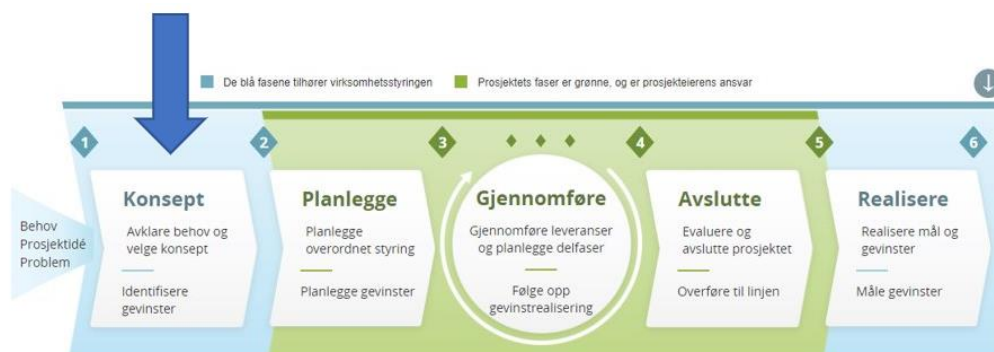 De blå fasene tilhører virksomhetsstyringen
Prosjektets faser er grønne, og er prosjekteierens ansvar
1
2
3
4
5
6
Behov
Prosjektidé
Problem
Konsept
Avklare behov og
velge konsept
Identifisere
gevinster
Planlegge
Planlegge
overordnet styring
Planlegge gevinster
Gjennomføre
Gjennomføre leveranser
og planlegge delfaser
Følge opp
gevinstrealisering
Avslutte
Evaluere og
avslutte prosjektet
Overføre til linjen
Realisere
Realisere mål og
gevinster
Måle gevinster